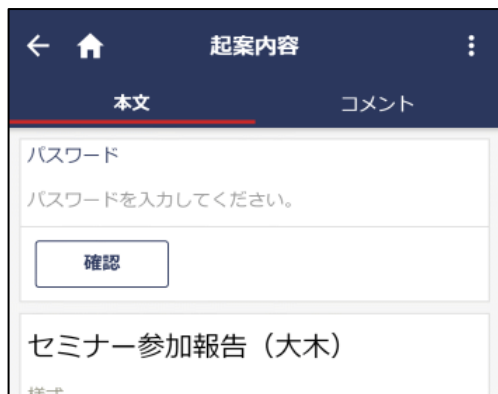 起案内容
本文
コメント
パスワード
パスワードを入力してください。
確認
セミナー参加報告（大木）
様式